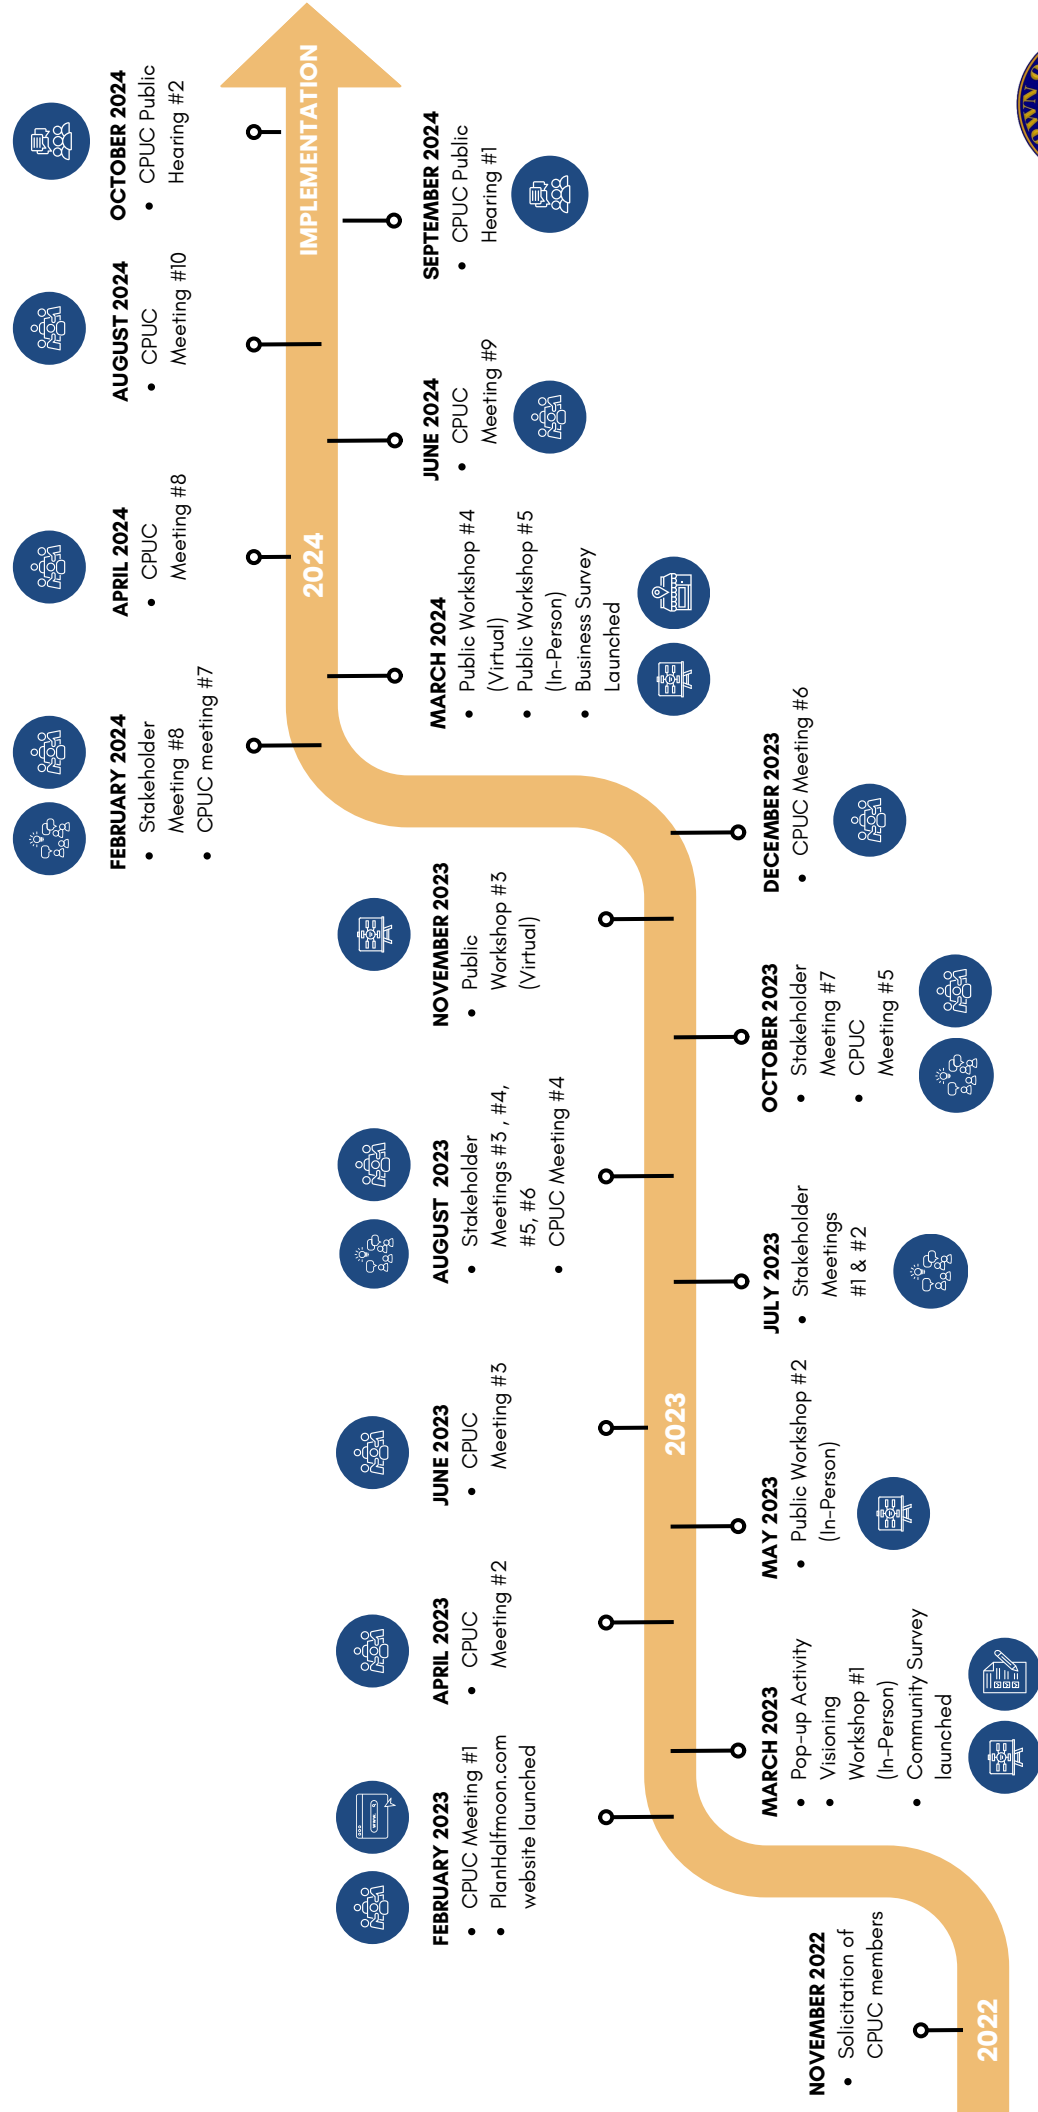 NOVEMBER 2022
• Solicitation of
CPUC members
2022
FEBRUARY 2023
• CPUC Meeting #1
• PlanHalfmoon.com
website launched
MARCH 2023
• Pop-up Activity
• Visioning
Workshop #1
(In-Person)
• Community Survey
launched
APRIL 2023
• CPUC
Meeting #2
MAY 2023
• Public Workshop #2
(In-Person)
2023
JUNE 2023
• CPUC
Meeting #3
JULY 2023
• Stakeholder
Meetings
#1 & #2
AUGUST 2023
• Stakeholder
Meetings #3, #4,
#5, #6
• CPUC Meeting #4
OCTOBER 2023
• Stakeholder
Meeting #7
• CPUC
Meeting #5
NOVEMBER 2023
• Public
Workshop #3
(Virtual)
DECEMBER 2023
• CPUC Meeting #6
FEBRUARY 2024
• Stakeholder
Meeting #8
• CPUC meeting #7
MARCH 2024
• Public Workshop #4
(Virtual)
• Public Workshop #5
(In-Person)
• Business Survey
Launched
2024
APRIL 2024
• CPUC
Meeting #8
JUNE 2024
• CPUC
Meeting #9
AUGUST 2024
• CPUC
Meeting #10
SEPTEMBER 2024
• CPUC Public
Hearing #1
OCTOBER 2024
• CPUC Public
Hearing #2
IMPLEMENTATION